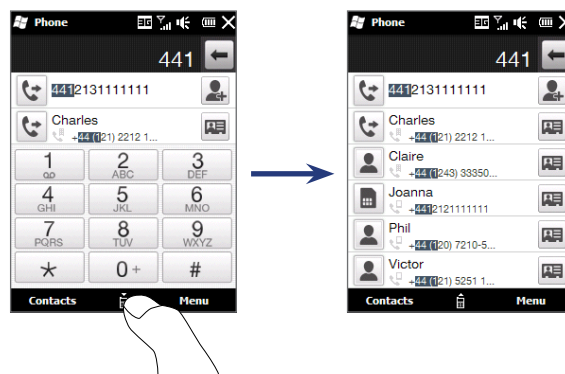 Phone
441
4412131111111
Charles
+44 (121) 2212 1...
1 2 ABC 3 DEF
4 GHI 5 JKL 6 MNO
7 PQRS 8 TUV 9 WXYZ
* 0 + #
Contacts Menu
Phone
441
4412131111111
Charles
+44 (121) 2212 1...
Claire
+44 (1243) 33350...
Joanna
+4412121111111
Phil
+44 (120) 7210-5...
Victor
+44 (121) 5251 1...
Contacts Menu